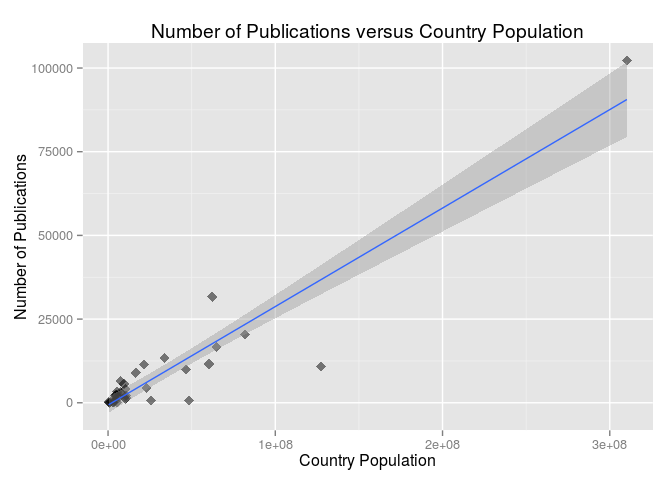 Number of Publications versus Country Population
100000
75000
50000
25000
0
Number of Publications
0e+00 1e+08 2e+08 3e+08
Country Population